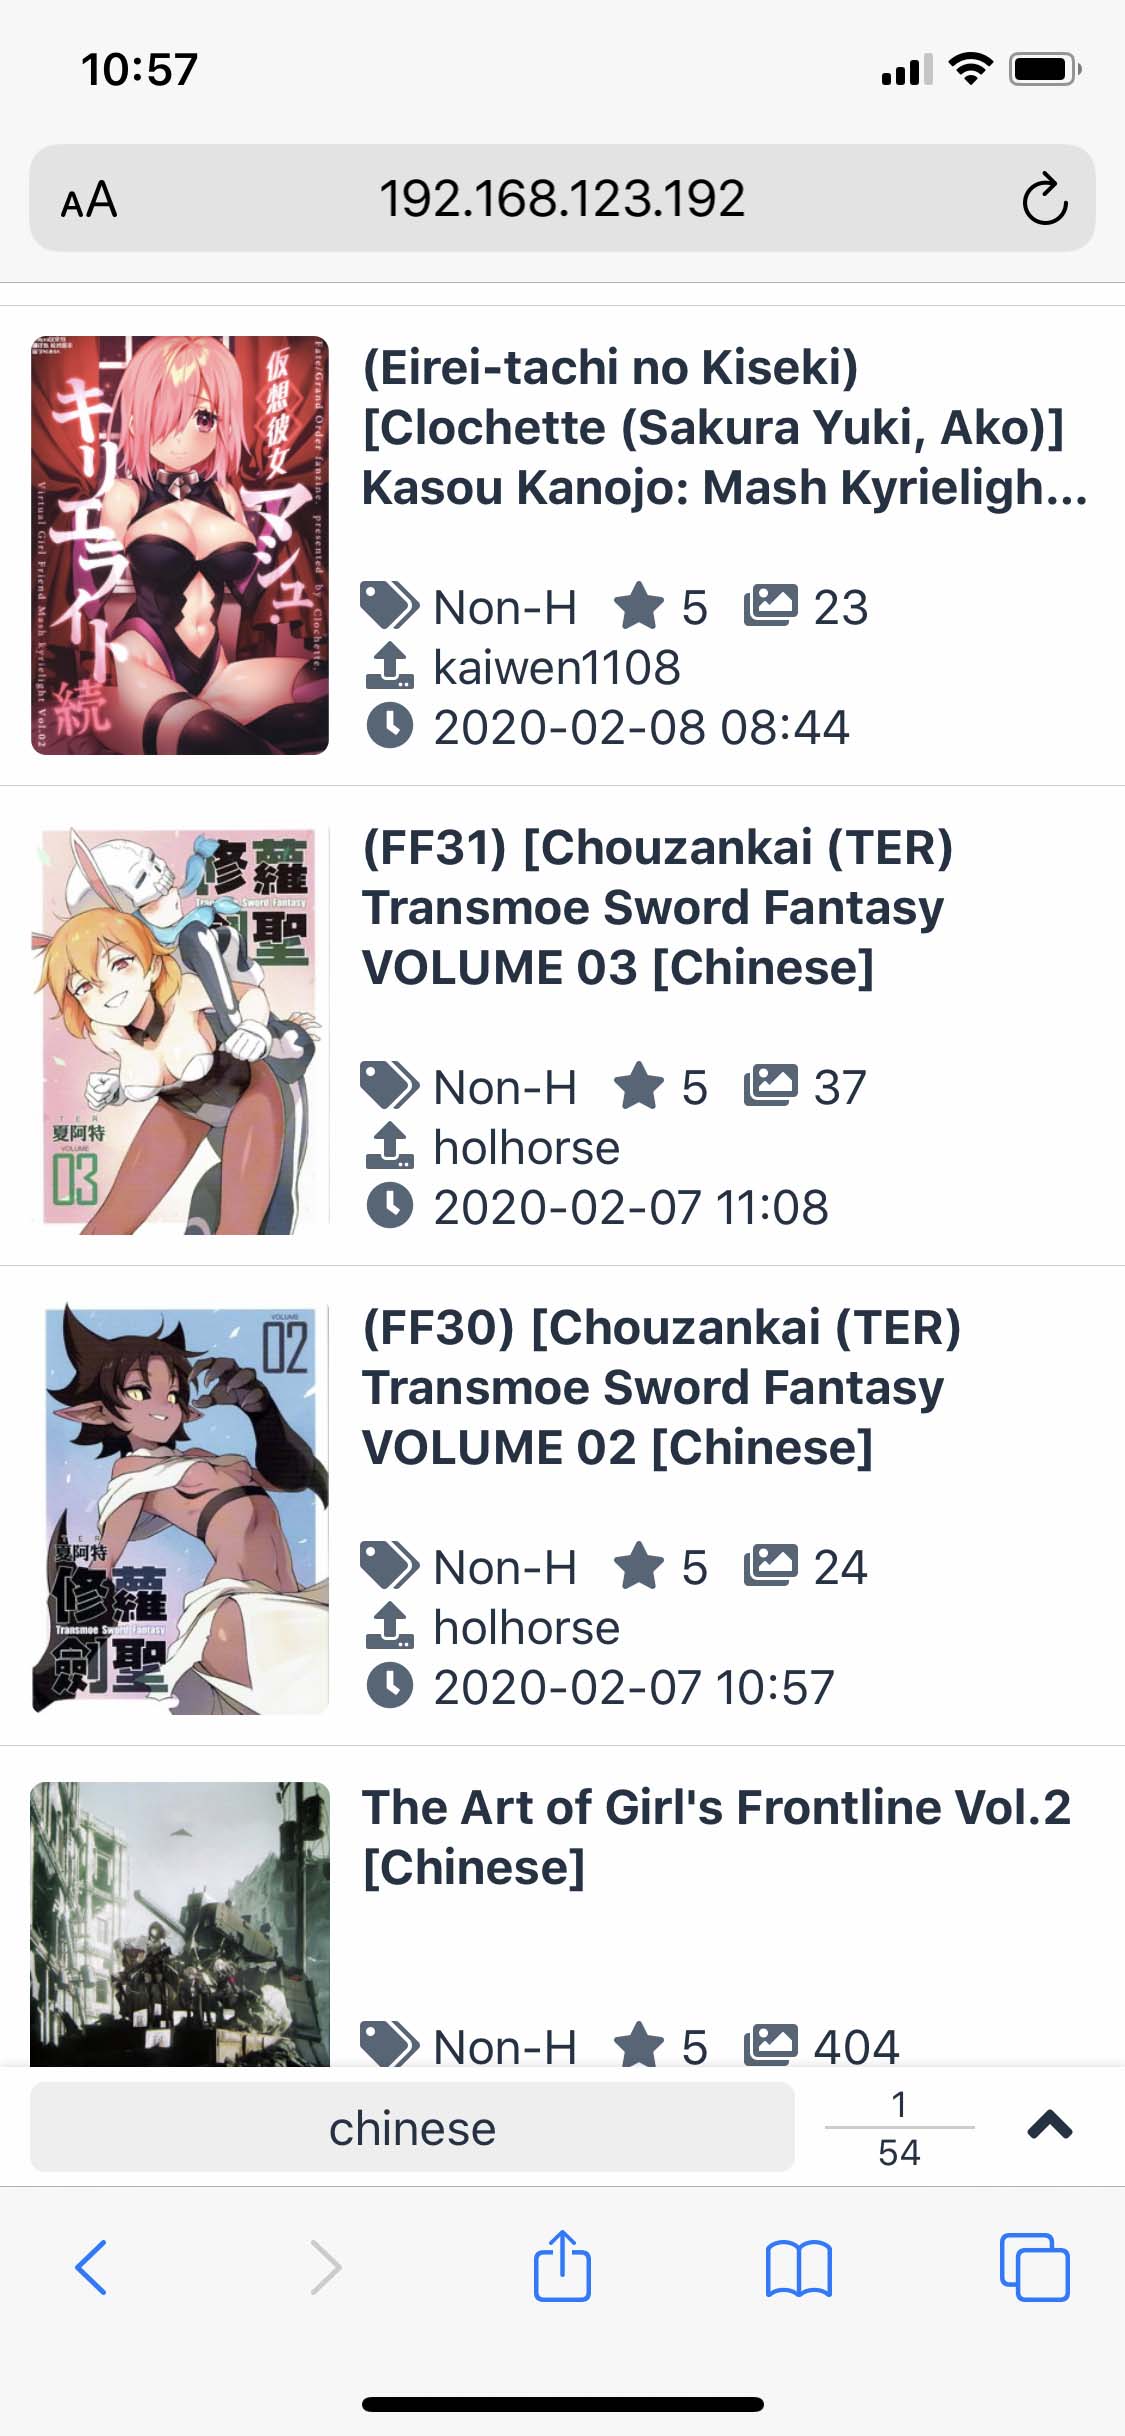 10:57
AA
192.168.123.192
仮想彼女
マシュ・
キリエライト
続
Fate/Grand Order fanzine. presented by Clochette.
Virtual Girl Friend Mash kyrielight Vol.02
(Eirei-tachi no Kiseki)
[Clochette (Sakura Yuki, Ako)]
Kasou Kanojo: Mash Kyrieligh...
Non-H 5 23
kaiwen1108
2020-02-08 08:44
修羅
Transmoe Sword Fantasy
聖
TER
夏阿特
VOLUME
03
(FF31) [Chouzankai (TER)
Transmoe Sword Fantasy
VOLUME 03 [Chinese]
Non-H 5 37
holhorse
2020-02-07 11:08
VOLUME
02
TER
夏阿特
修羅
Transmoe Sword Fantasy
劍聖
(FF30) [Chouzankai (TER)
Transmoe Sword Fantasy
VOLUME 02 [Chinese]
Non-H 5 24
holhorse
2020-02-07 10:57
The Art of Girl's Frontline Vol.2
[Chinese]
Non-H 5 404
chinese
1
54